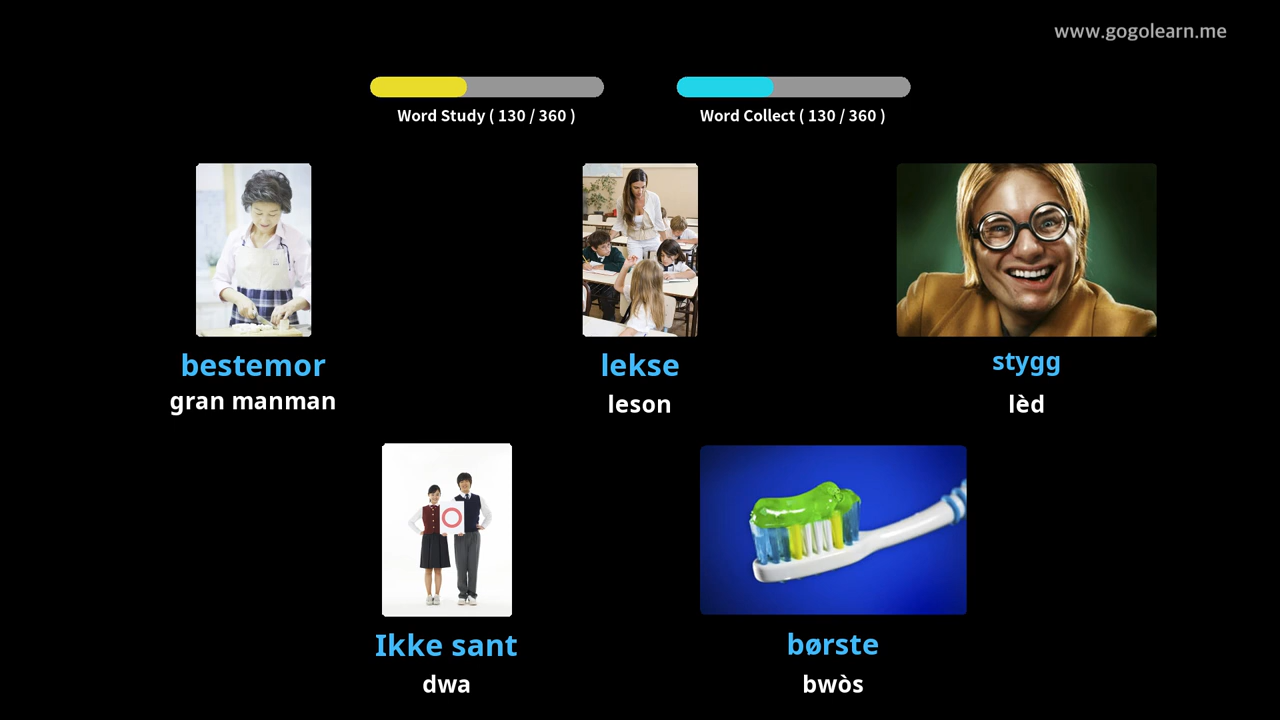 www.gogolearn.me
Word Study ( 130 / 360 )
Word Collect ( 130 / 360 )
bestemor
gran manman
lekse
leson
stygg
lèd
Ikke sant
dwa
børste
bwòs